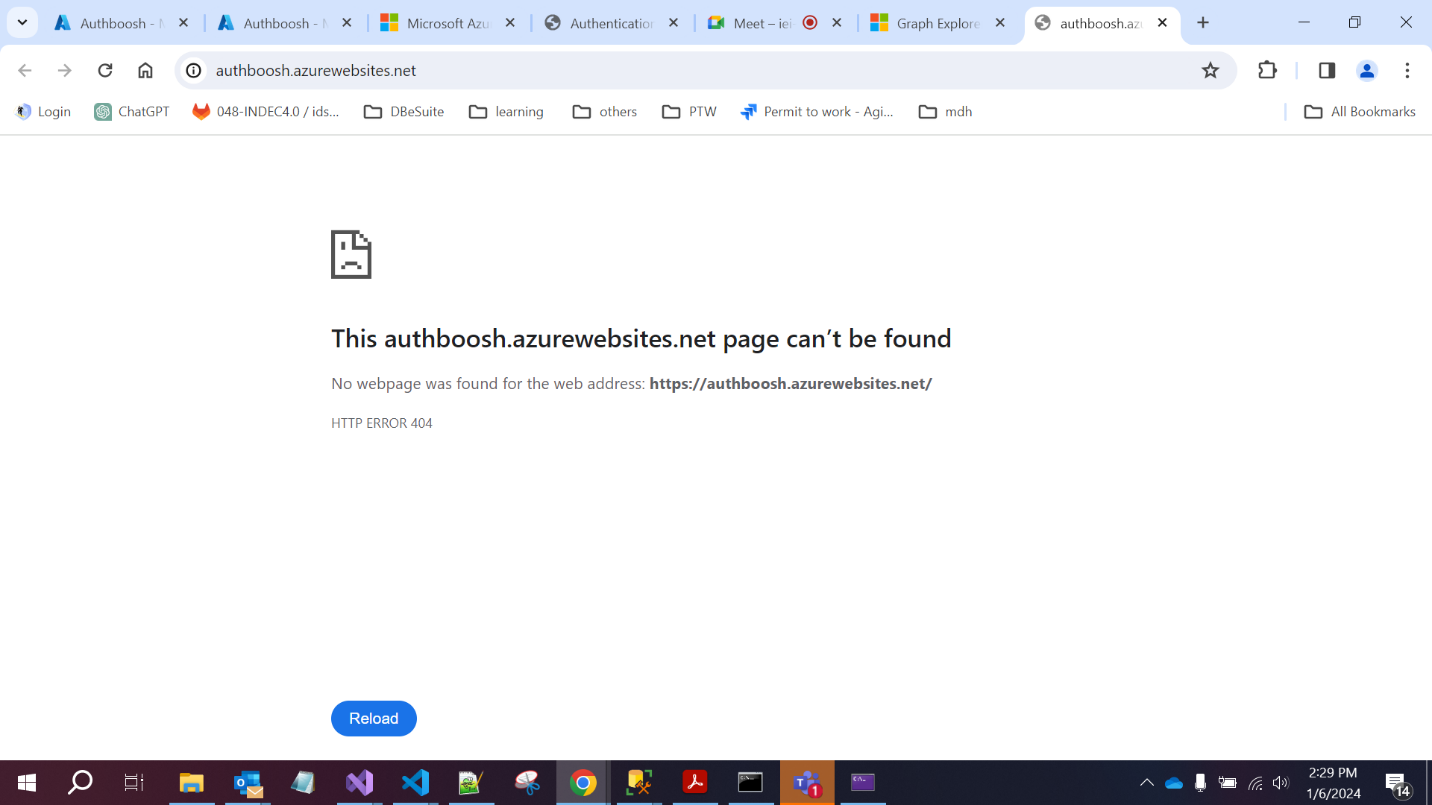 Authboosh - M
Authboosh - M
Microsoft Azu
Authentication
Meet – iei-
Graph Explore
authboosh.azu
authboosh.azurewebsites.net
Login
ChatGPT
048-INDEC4.0 / ids...
DBeSuite
learning
others
PTW
Permit to work - Agi...
mdh
All Bookmarks
This authboosh.azurewebsites.net page can’t be found
No webpage was found for the web address: https://authboosh.azurewebsites.net/
HTTP ERROR 404
Reload
1
2:29 PM
1/6/2024
14